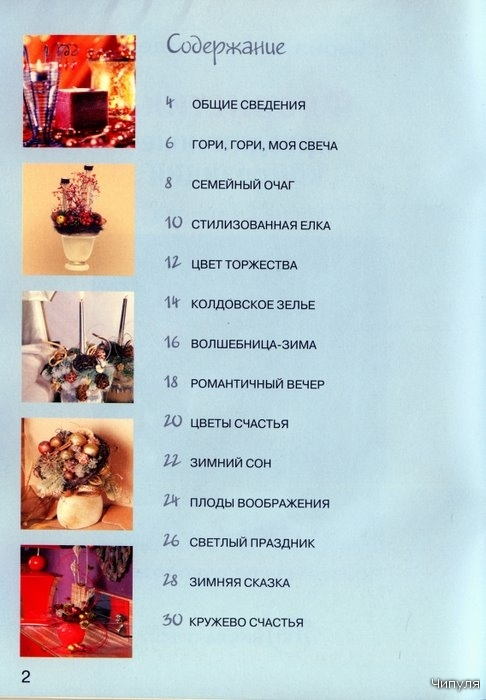 Содержание
4 ОБЩИЕ СВЕДЕНИЯ
6 ГОРИ, ГОРИ, МОЯ СВЕЧА
8 СЕМЕЙНЫЙ ОЧАГ
10 СТИЛИЗОВАННАЯ ЕЛКА
12 ЦВЕТ ТОРЖЕСТВА
14 КОЛДОВСКОЕ ЗЕЛЬЕ
16 ВОЛШЕБНИЦА-ЗИМА
18 РОМАНТИЧНЫЙ ВЕЧЕР
20 ЦВЕТЫ СЧАСТЬЯ
22 ЗИМНИЙ СОН
24 ПЛОДЫ ВООБРАЖЕНИЯ
26 СВЕТЛЫЙ ПРАЗДНИК
28 ЗИМНЯЯ СКАЗКА
30 КРУЖЕВО СЧАСТЬЯ
2
Чипуля